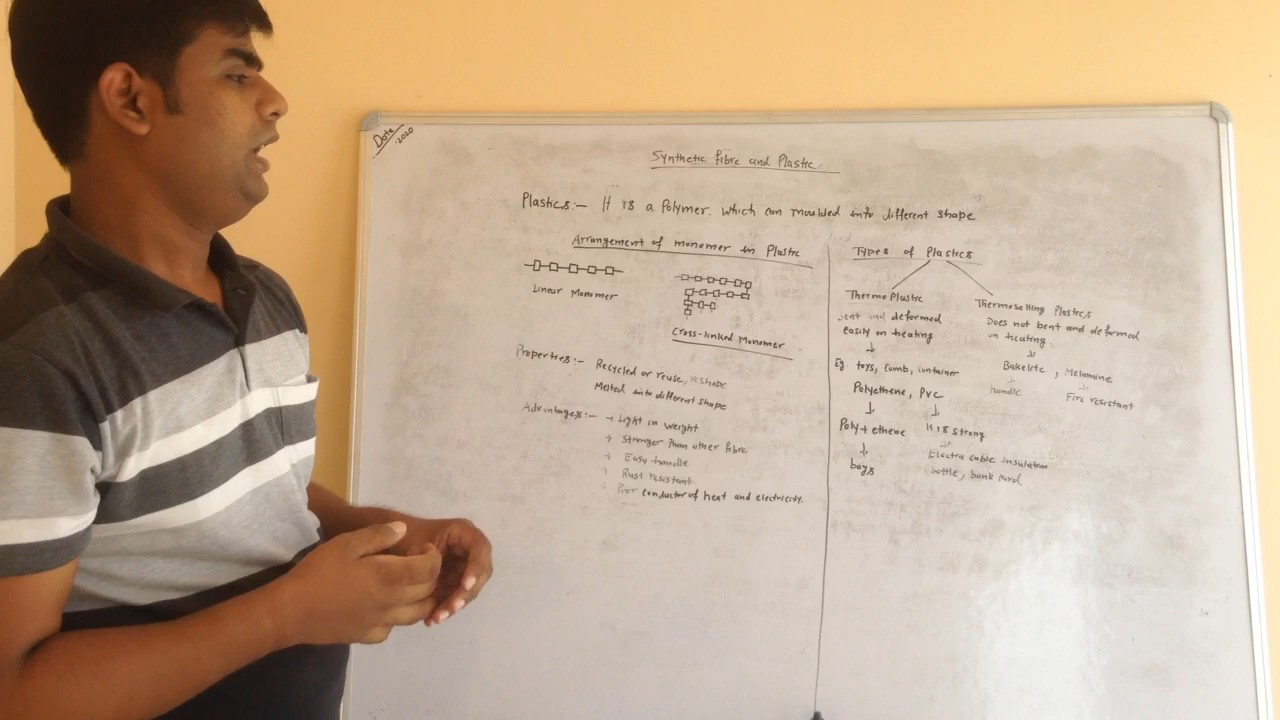 Date
2020
Synthetic fibre and Plastic.
Plastics:- It is a Polymer. Which can moulded into different shape
Arrangement of monomer in Plastic
Linear Monomer
Cross-linked Monomer
Properties:- Recycled or reuse, reshape
Melted into different shape
Advantages:- → Light in weight
→ Stronger than other fibre
→ Easy handle
→ Rust resistant
Poor conductor of heat and electricity.
Types of Plastics
ThermoPlastic
bent and deformed
easily on heating
↓
Eg toys, comb, container
Polyethene, PVC
↓ ↓
Poly + ethene It is strong
↓ ↓
bags Electra cable insulation
bottle, bank card
Thermosetting Plastics
Does not bent and deformed
on heating.
↓
Bakelite, Melamine
↓ ↓
handle Fire resistant